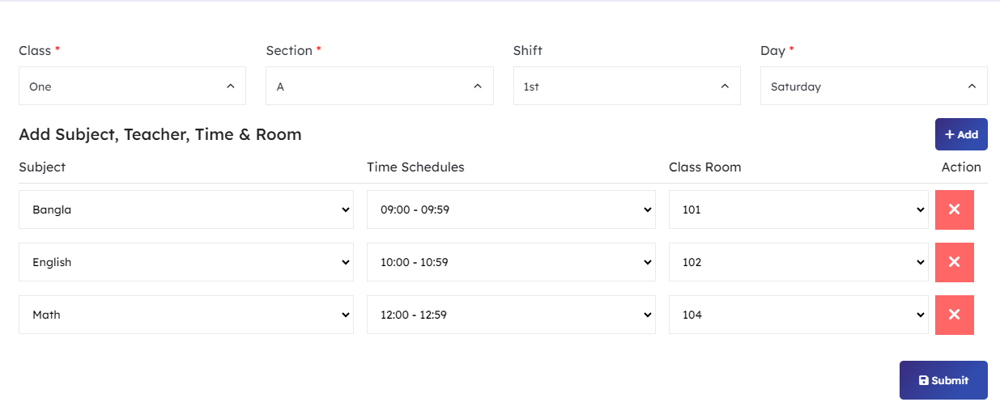 Class * Section * Shift Day *
One A 1st Saturday
Add Subject, Teacher, Time & Room + Add
Subject Time Schedules Class Room Action
Bangla 09:00 - 09:59 101
English 10:00 - 10:59 102
Math 12:00 - 12:59 104
Submit